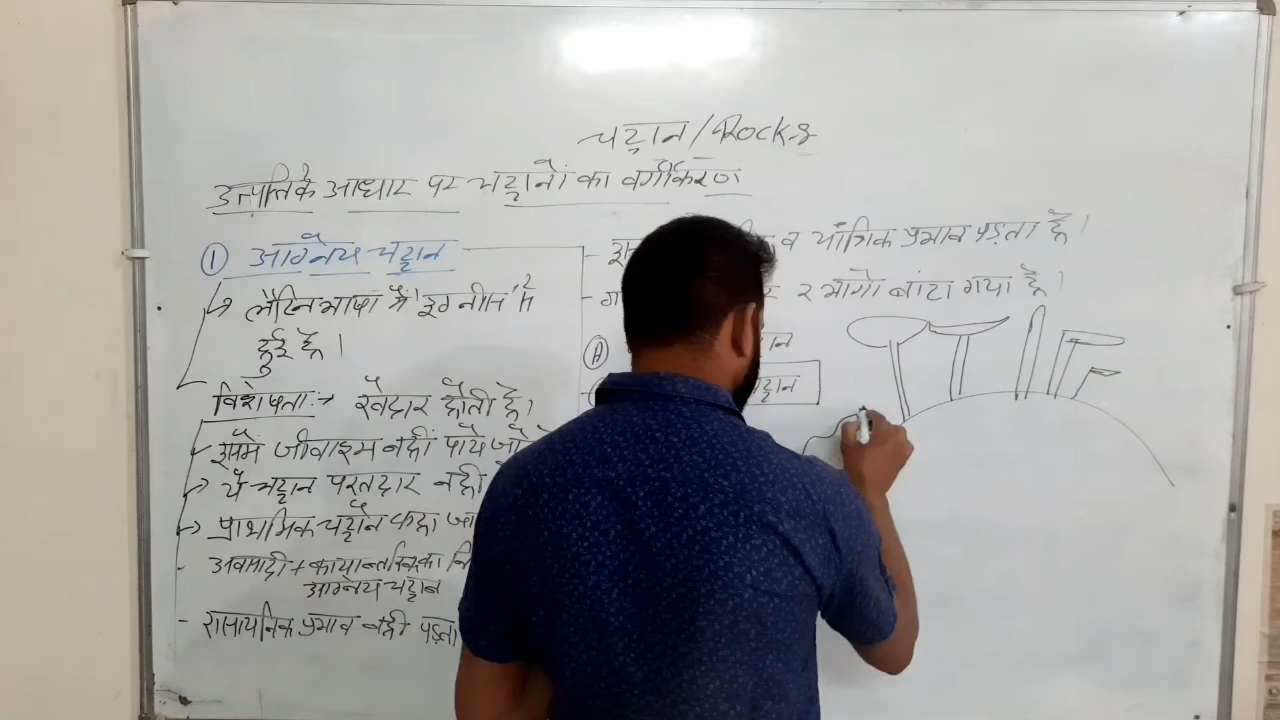 चट्टान/Rocks
उत्पत्ति के आधार पर चट्टानों का वर्गीकरण
① आग्नेय चट्टान
→ लैटिन भाषा में इग्नीस से
हुई है।
विशेषता :→ रवेदार होती है।
- इसमें जीवाश्म नहीं पाये जाते
→ ये चट्टान परतदार नहीं
→ प्राथमिक चट्टान कहा जा
- अवसादी + कायान्तरित का
आग्नेय चट्टान
- रासायनिक प्रभाव नहीं पड़ता
व यांत्रिक प्रभाव पड़ता है।
२ भागों बांटा गया है।
Ⓐ